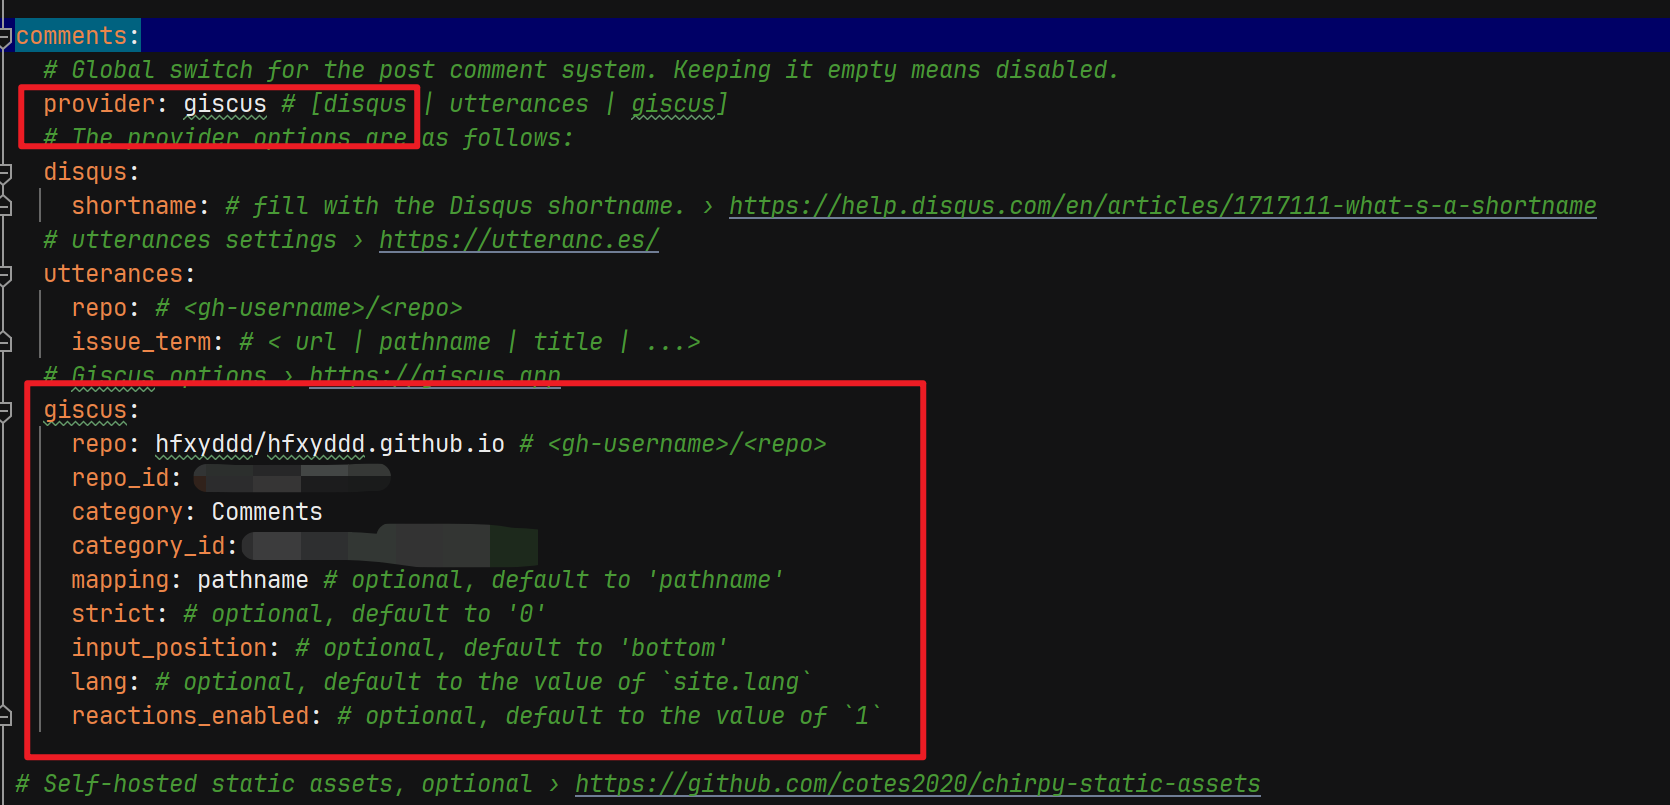 comments:
# Global switch for the post comment system. Keeping it empty means disabled.
provider: giscus # [disqus | utterances | giscus]
# The provider options are as follows:
disqus:
shortname: # fill with the Disqus shortname. › https://help.disqus.com/en/articles/1717111-what-s-a-shortname
# utterances settings › https://utteranc.es/
utterances:
repo: # <gh-username>/<repo>
issue_term: # < url | pathname | title | ...>
# Giscus options › https://giscus.app
giscus:
repo: hfxyddd/hfxyddd.github.io # <gh-username>/<repo>
repo_id:
category: Comments
category_id:
mapping: pathname # optional, default to 'pathname'
strict: # optional, default to '0'
input_position: # optional, default to 'bottom'
lang: # optional, default to the value of `site.lang`
reactions_enabled: # optional, default to the value of `1`
# Self-hosted static assets, optional › https://github.com/cotes2020/chirpy-static-assets